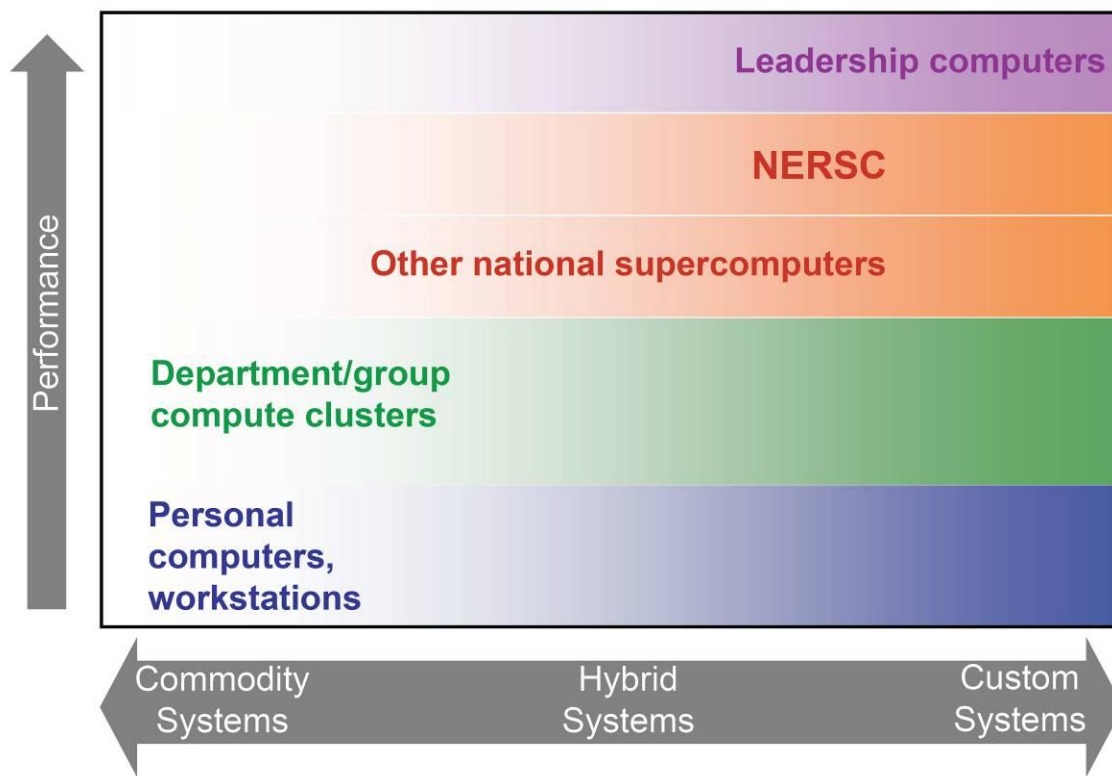 Leadership computers
NERSC
Other national supercomputers
Performance
Department/group
compute clusters
Personal
computers,
workstations
Commodity
Systems
Hybrid
Systems
Custom
Systems